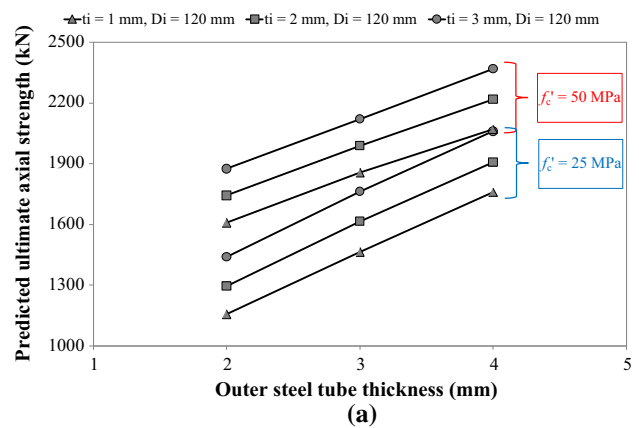 ti = 1 mm, Di = 120 mm ti = 2 mm, Di = 120 mm ti = 3 mm, Di = 120 mm
Predicted ultimate axial strength (kN)
2500
2200
1900
1600
1300
1000
fc' = 50 MPa
fc' = 25 MPa
1 2 3 4 5
Outer steel tube thickness (mm)
(a)